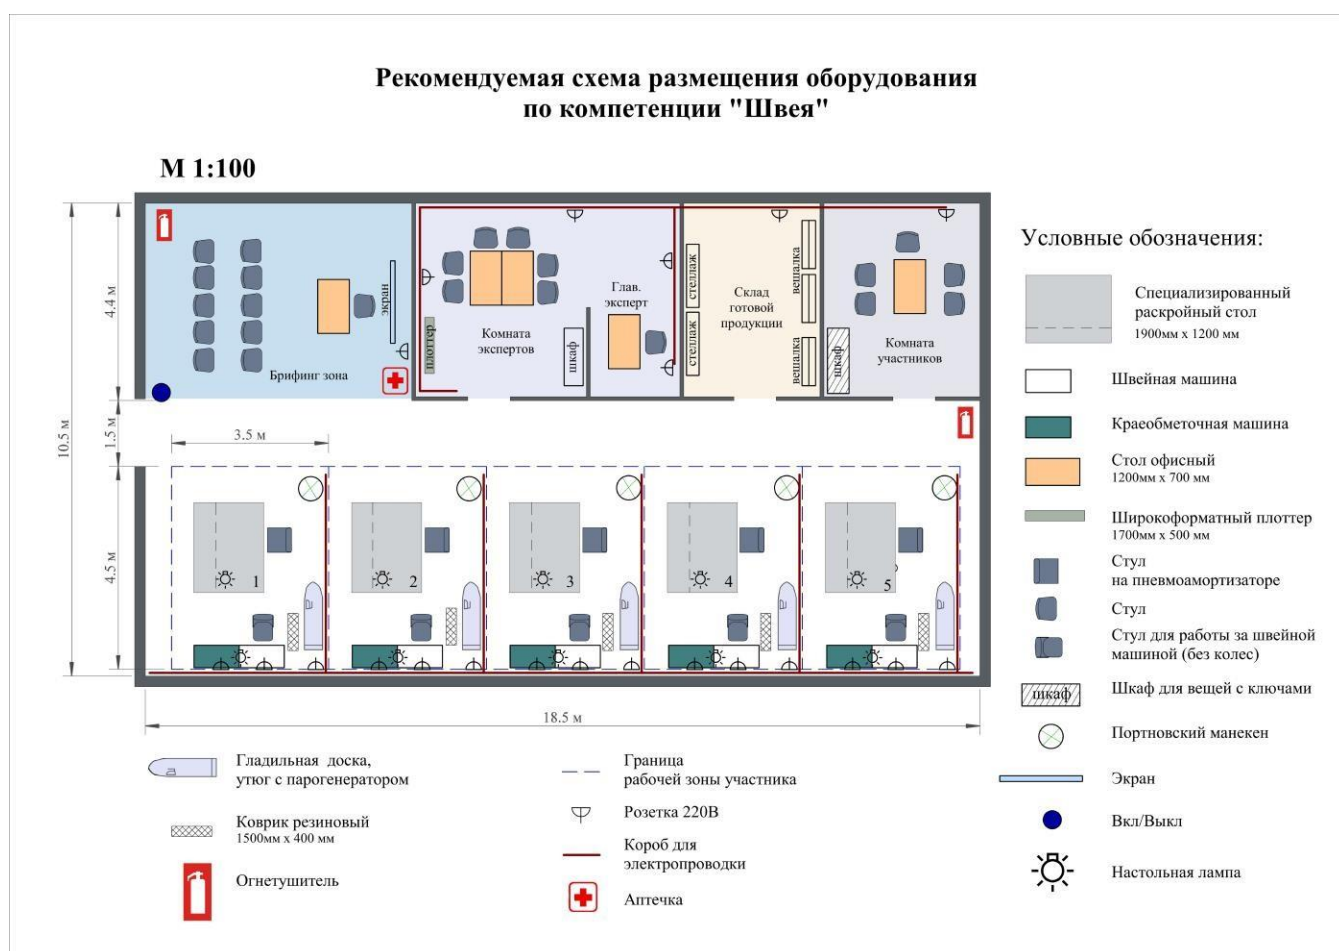 Рекомендуемая схема размещения оборудования
по компетенции "Швея"
М 1:100
10.5 м
4.4 м
1.5 м
4.5 м
3.5 м
18.5 м
экран
Брифинг зона
плоттер
Комната
экспертов
шкаф
Глав.
эксперт
стеллаж
стеллаж
Склад
готовой
продукции
вешалка
вешалка
шкаф
Комната
участников
1
2
3
4
5
Условные обозначения:
Специализированный
раскройный стол
1900мм х 1200 мм
Швейная машина
Краеобметочная машина
Стол офисный
1200мм х 700 мм
Широкоформатный плоттер
1700мм х 500 мм
Стул
на пневмоамортизаторе
Стул
Стул для работы за швейной
машиной (без колес)
шкаф
Шкаф для вещей с ключами
Портновский манекен
Экран
Вкл/Выкл
Настольная лампа
Гладильная доска,
утюг с парогенератором
Коврик резиновый
1500мм х 400 мм
Огнетушитель
Граница
рабочей зоны участника
Розетка 220В
Короб для
электропроводки
Аптечка